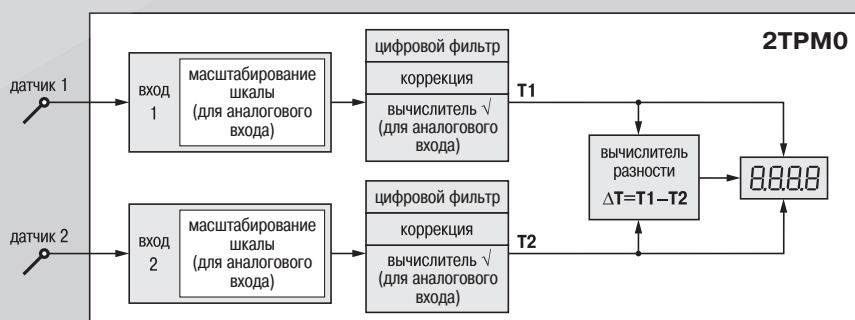 2ТРМ0
датчик 1
вход
1
масштабирование
шкалы
(для аналогового
входа)
цифровой фильтр
коррекция
вычислитель √
(для аналогового
входа)
T1
вычислитель
разности
ΔT=T1–T2
8.8.8.8
датчик 2
вход
2
масштабирование
шкалы
(для аналогового
входа)
цифровой фильтр
коррекция
вычислитель √
(для аналогового
входа)
T2